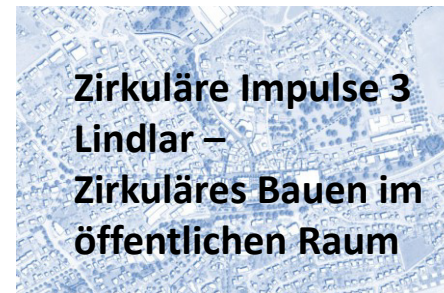 Zirkuläre Impulse 3
Lindlar –
Zirkuläres Bauen im
öffentlichen Raum